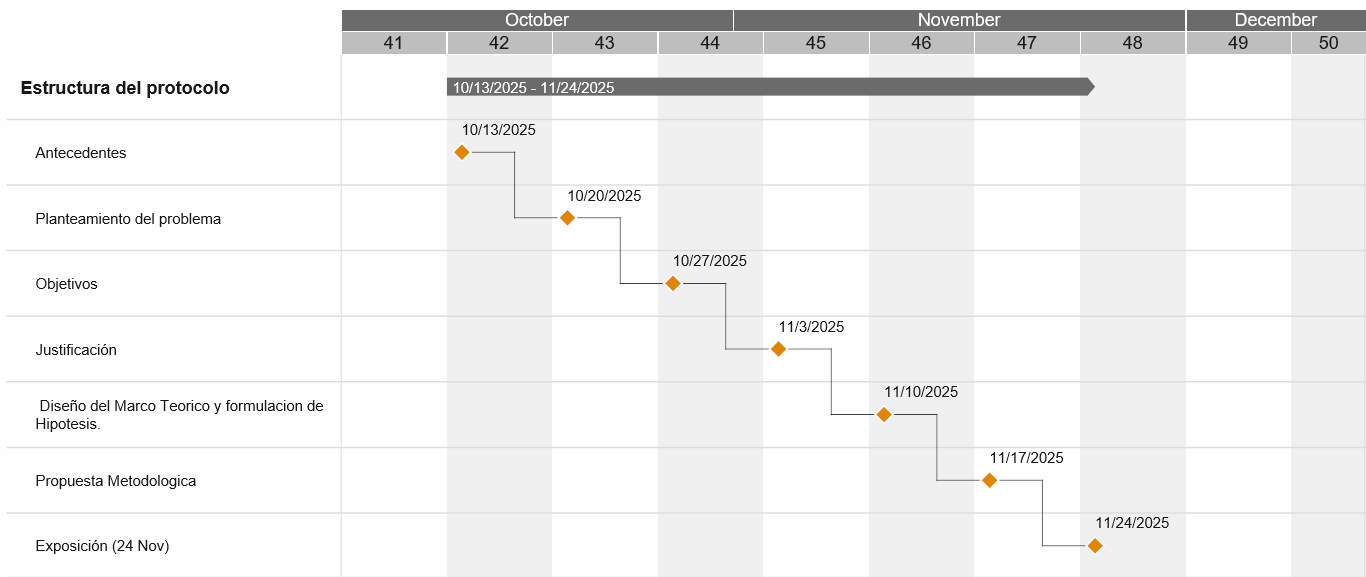 October November December
41 42 43 44 45 46 47 48 49 50
Estructura del protocolo 10/13/2025 - 11/24/2025
10/13/2025
Antecedentes
10/20/2025
Planteamiento del problema
10/27/2025
Objetivos
11/3/2025
Justificación
11/10/2025
Diseño del Marco Teorico y formulacion de
Hipotesis.
11/17/2025
Propuesta Metodologica
11/24/2025
Exposición (24 Nov)